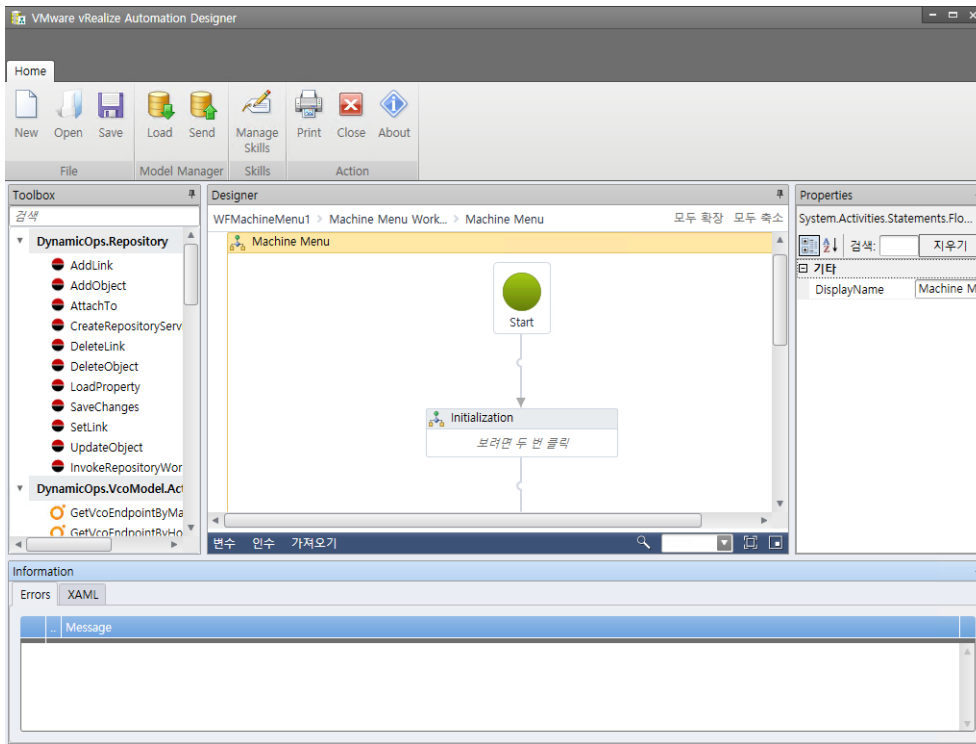 VMware vRealize Automation Designer
Home
New Open Save Load Send Manage Skills Print Close About
File Model Manager Skills Action
Toolbox
검색
DynamicOps.Repository
AddLink
AddObject
AttachTo
CreateRepositoryServi
DeleteLink
DeleteObject
LoadProperty
SaveChanges
SetLink
UpdateObject
InvokeRepositoryWor
DynamicOps.VcoModel.Act
GetVcoEndpointByMa
GetVcoEndpointByHo
Designer
WFMachineMenu1 > Machine Menu Work... > Machine Menu 모두 확장 모두 축소
Machine Menu
Start
Initialization
보려면 두 번 클릭
변수 인수 가져오기
Properties
System.Activities.Statements.Flo...
검색: 지우기
기타
DisplayName Machine M
Information
Errors XAML
.. Message